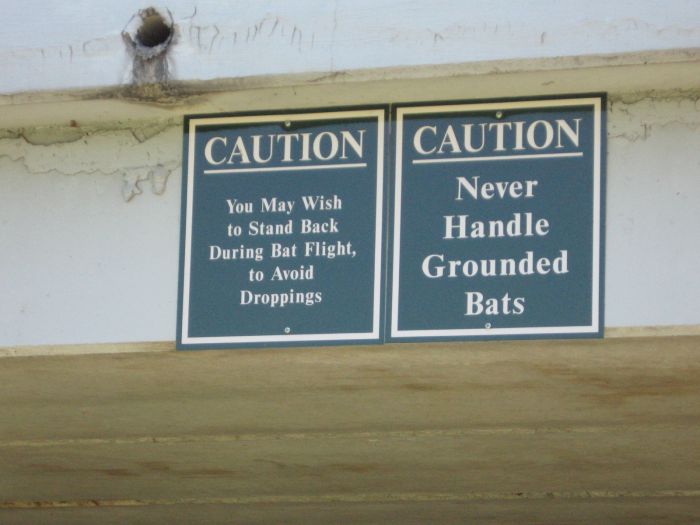 CAUTION
You May Wish
to Stand Back
During Bat Flight,
to Avoid
Droppings
CAUTION
Never
Handle
Grounded
Bats